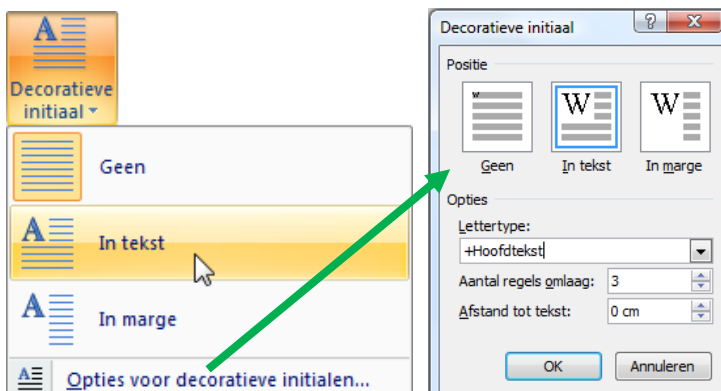 A
Decoratieve
initiaal
Geen
A
In tekst
A
In marge
A
Opties voor decoratieve initialen...
Decoratieve initiaal
?
X
Positie
W
W
W
Geen
In tekst
In marge
Opties
Lettertype:
+Hoofdtekst
Aantal regels omlaag: 3
Afstand tot tekst: 0 cm
OK
Annuleren